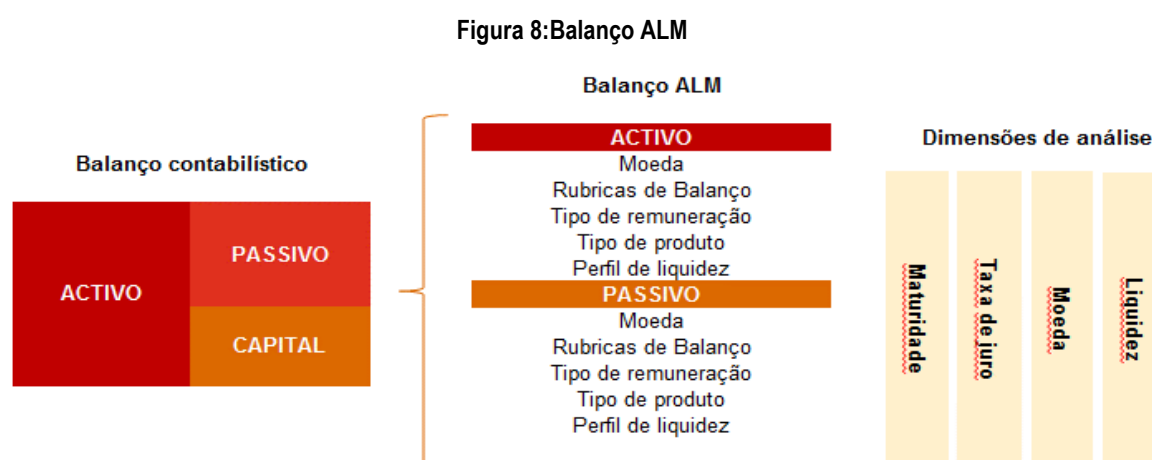 Figura 8:Balanço ALM
Balanço contabilístico
ACTIVO
PASSIVO
CAPITAL
Balanço ALM
ACTIVO
Moeda
Rubricas de Balanço
Tipo de remuneração
Tipo de produto
Perfil de liquidez
PASSIVO
Moeda
Rubricas de Balanço
Tipo de remuneração
Tipo de produto
Perfil de liquidez
Dimensões de análise
Maturidade
Taxa de juro
Moeda
Liquidez